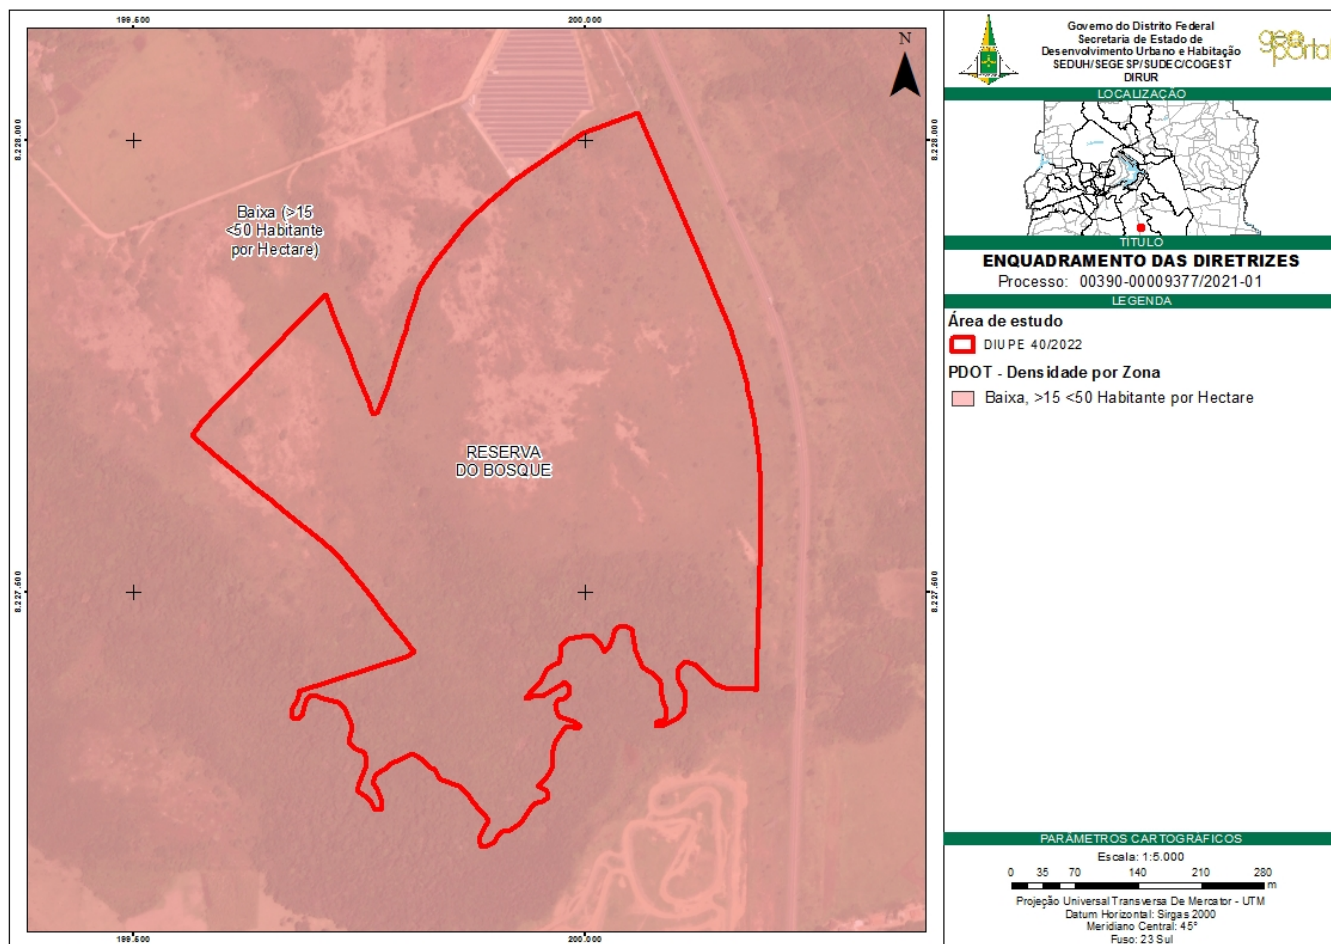 199.500
200.000
8.228.000
8.228.000
N
Baixa (>15
<50 Habitante
por Hectare)
RESERVA
DO BOSQUE
8.227.500
8.227.500
199.500
200.000
Governo do Distrito Federal
Secretaria de Estado de
Desenvolvimento Urbano e Habitação
SEDUH/SEGESP/SUDEC/COGEST
DIRUR
geoportal
LOCALIZAÇÃO
TÍTULO
ENQUADRAMENTO DAS DIRETRIZES
Processo: 00390-00009377/2021-01
LEGENDA
Área de estudo
DIUPE 40/2022
PDOT - Densidade por Zona
Baixa, >15 <50 Habitante por Hectare
PARÂMETROS CARTOGRÁFICOS
Escala: 1:5.000
0 35 70 140 210 280
m
Projeção Universal Transversa De Mercator - UTM
Datum Horizontal: Sirgas 2000
Meridiano Central: 45°
Fuso: 23 Sul